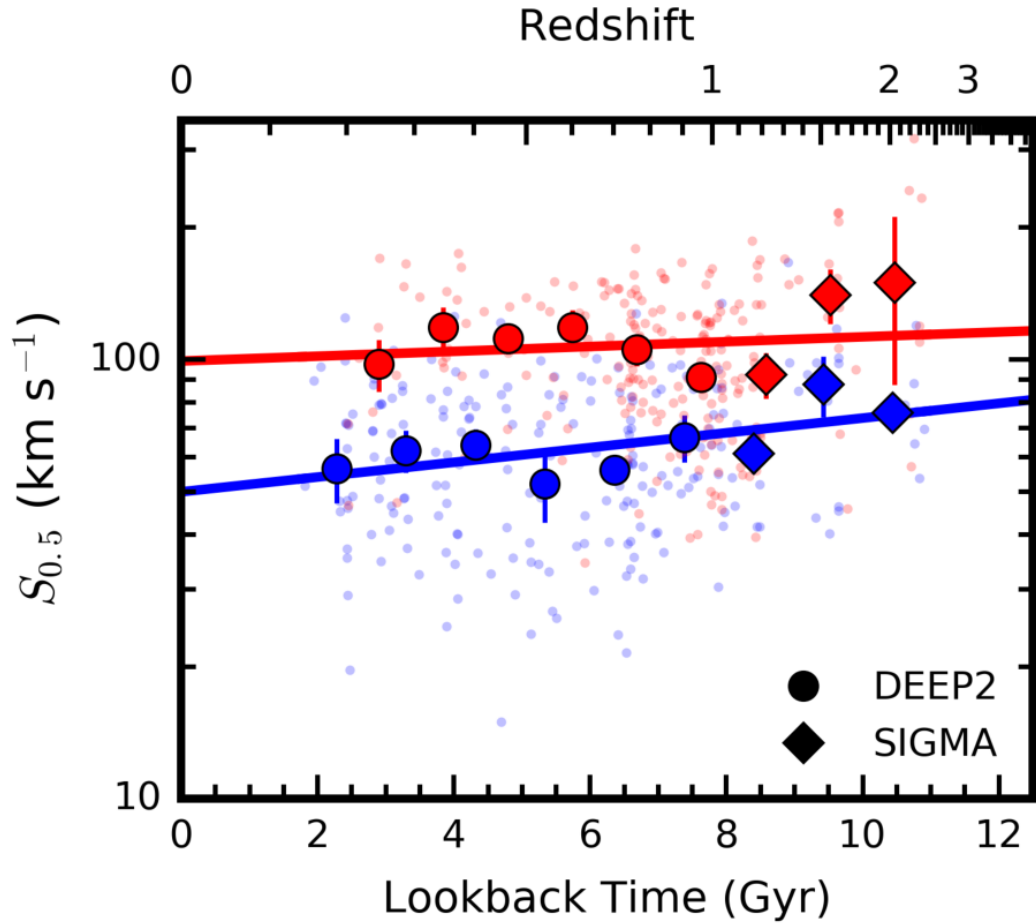 Redshift
0 1 2 3
S0.5 (km s−1)
100
10
DEEP2
SIGMA
0 2 4 6 8 10 12
Lookback Time (Gyr)